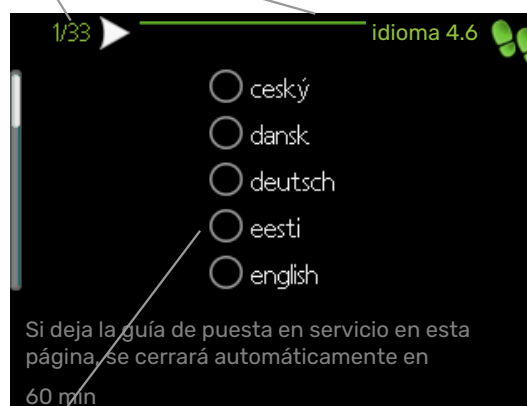 1/33
idioma 4.6
ceský
dansk
deutsch
eesti
english
Si deja la guía de puesta en servicio en esta
página, se cerrará automáticamente en
60 min